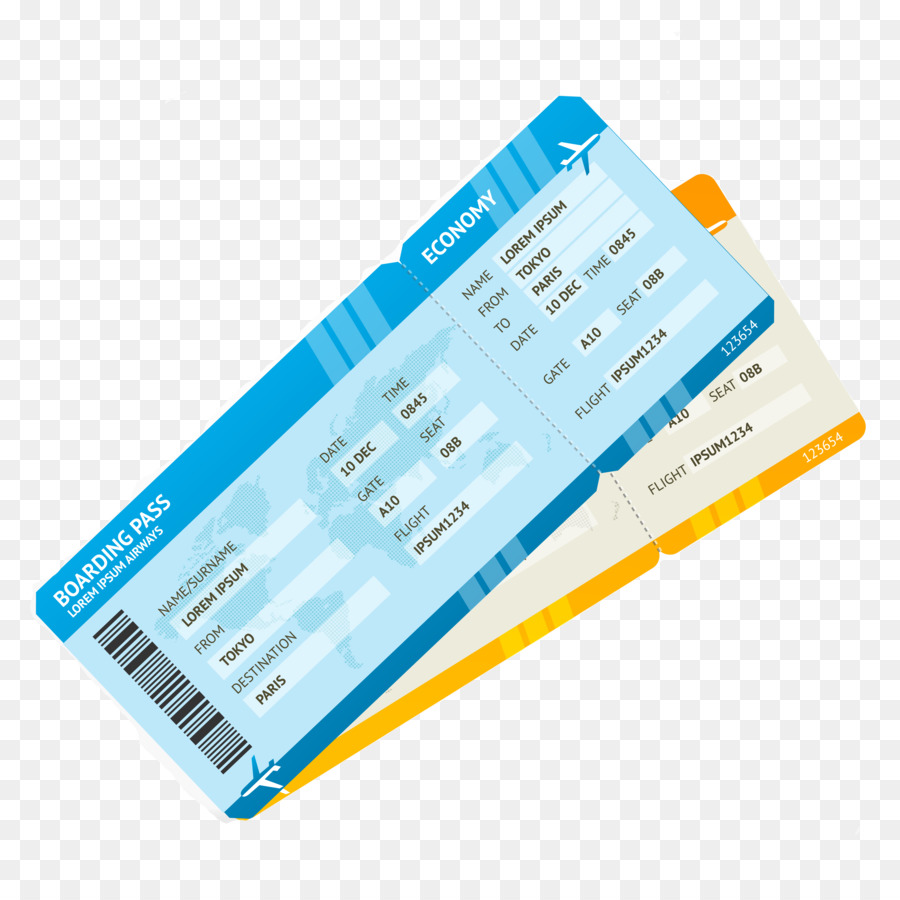 BOARDING PASS
LOREM IPSUM AIRWAYS
NAME/SURNAME
LOREM IPSUM
FROM
TOKYO
DESTINATION
PARIS
DATE
10 DEC
TIME
0845
GATE
A10
SEAT
08B
FLIGHT
IPSUM1234
ECONOMY
NAME LOREM IPSUM
FROM TOKYO
TO PARIS
DATE 10 DEC TIME 0845
GATE A10 SEAT 08B
FLIGHT IPSUM1234
123654
A10 SEAT 08B
FLIGHT IPSUM1234
123654